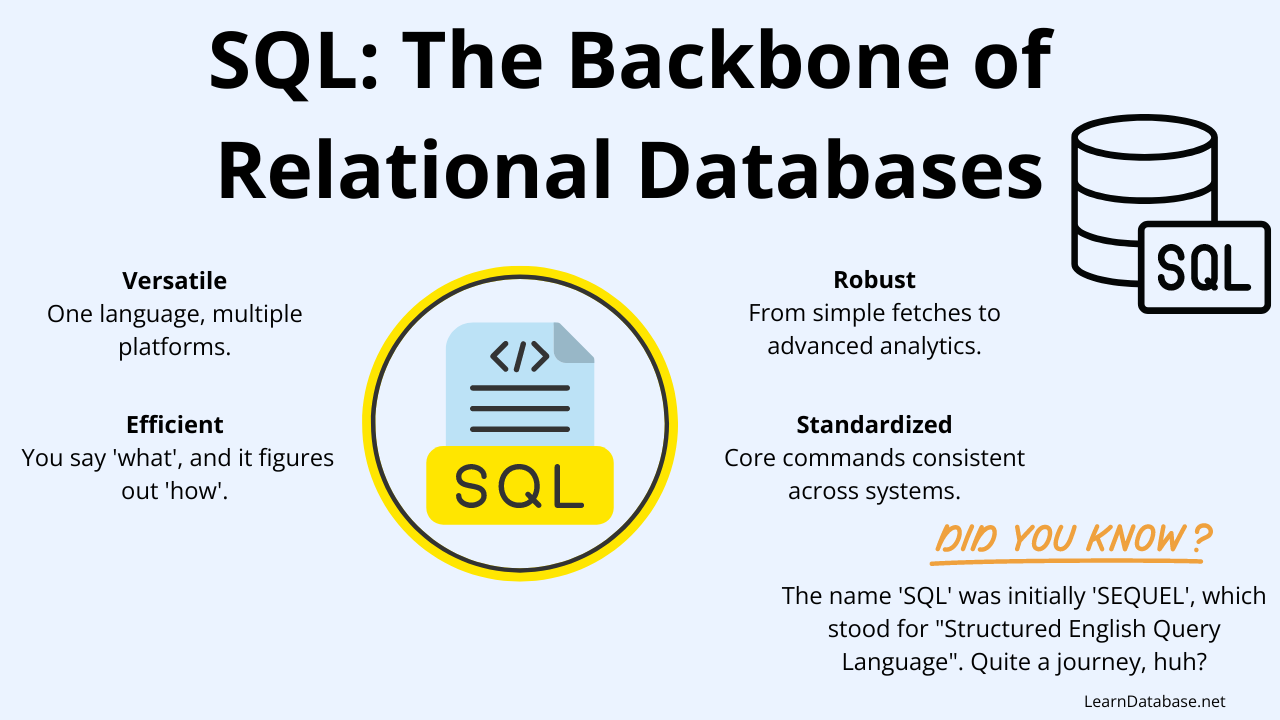 SQL: The Backbone of
Relational Databases
SQL
Versatile
One language, multiple
platforms.
Efficient
You say 'what', and it figures
out 'how'.
</>
SQL
Robust
From simple fetches to
advanced analytics.
Standardized
Core commands consistent
across systems.
DID YOU KNOW?
The name 'SQL' was initially 'SEQUEL', which
stood for "Structured English Query
Language". Quite a journey, huh?
LearnDatabase.net